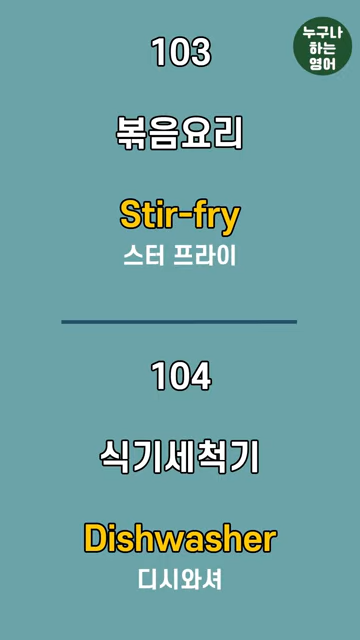 누구나
하는
영어
103
볶음요리
Stir-fry
스터 프라이
104
식기세척기
Dishwasher
디시와셔